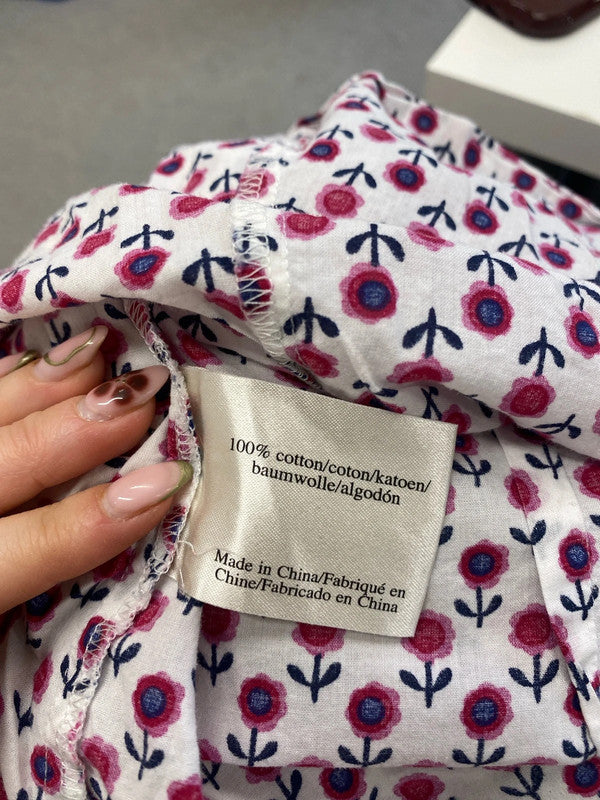 100% cotton/coton/katoen/
baumwolle/algodón
Made in China/Fabriqué en
Chine/Fabricado en China